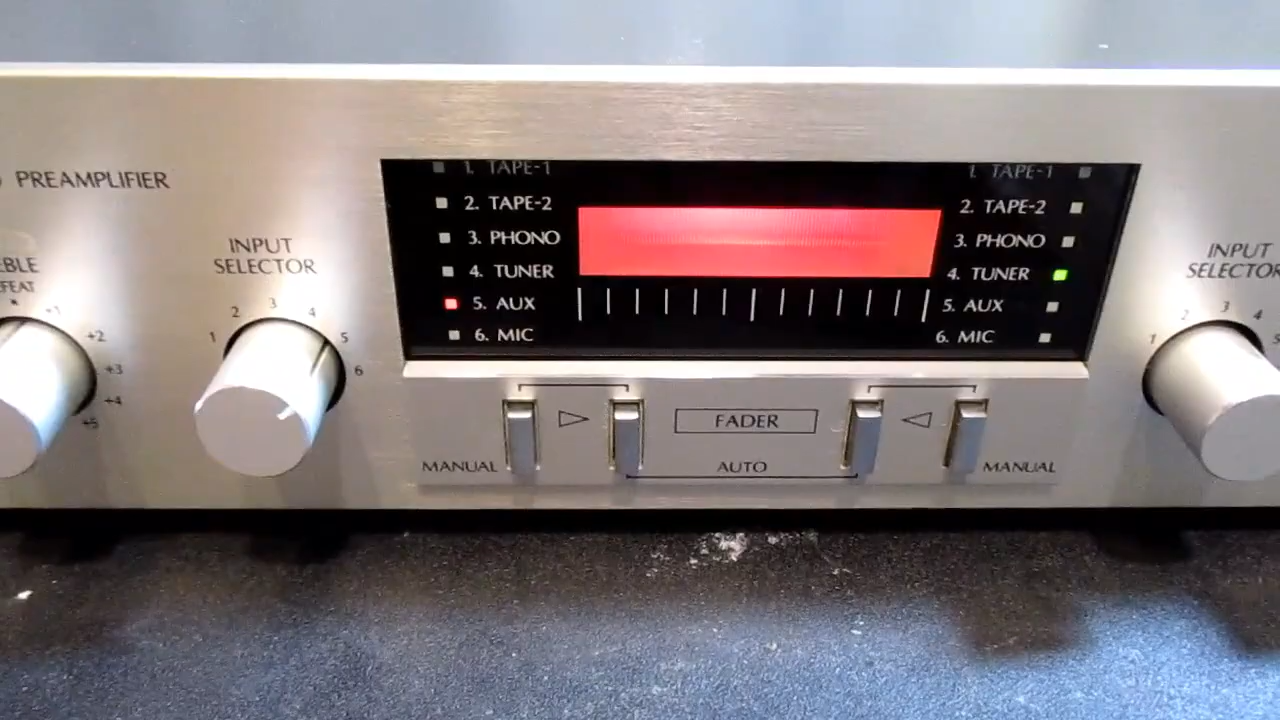 PREAMPLIFIER
INPUT
SELECTOR
1 2 3 4 5 6
+1
+2
+3
+4
+5
1. TAPE-1
2. TAPE-2
3. PHONO
4. TUNER
5. AUX
6. MIC
1. TAPE-1
2. TAPE-2
3. PHONO
4. TUNER
5. AUX
6. MIC
MANUAL
FADER
AUTO
MANUAL
INPUT
SELECTOR
1 2 3 4 5